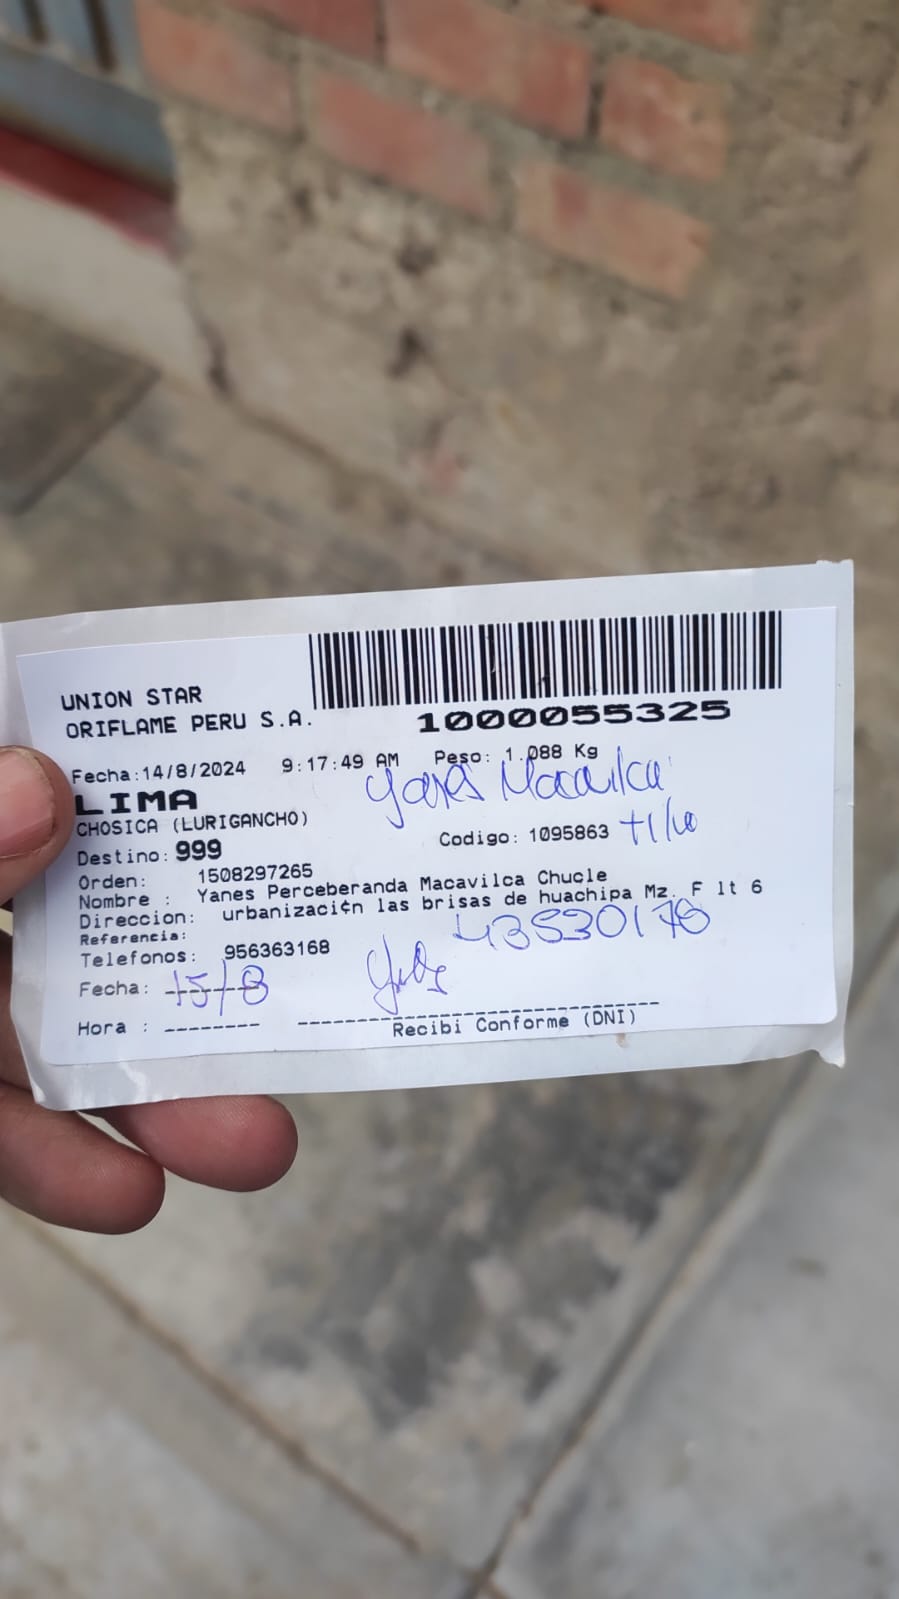 UNION STAR
ORIFLAME PERU S.A.
1000055325
Fecha:14/8/2024 9:17:49 AM Peso: 1.088 Kg
LIMA
Yanes Macavilca
CHOSICA (LURIGANCHO)
Codigo: 1095863
Destino: 999
Orden: 1508297265
Nombre : Yanes Perceberanda Macavilca Chucle
Direccion: urbanizaci¢n las brisas de huachipa Mz. F lt 6
Referencia:
Telefonos: 956363168
Fecha: 15/8
Hora : --------
Recibi Conforme (DNI)